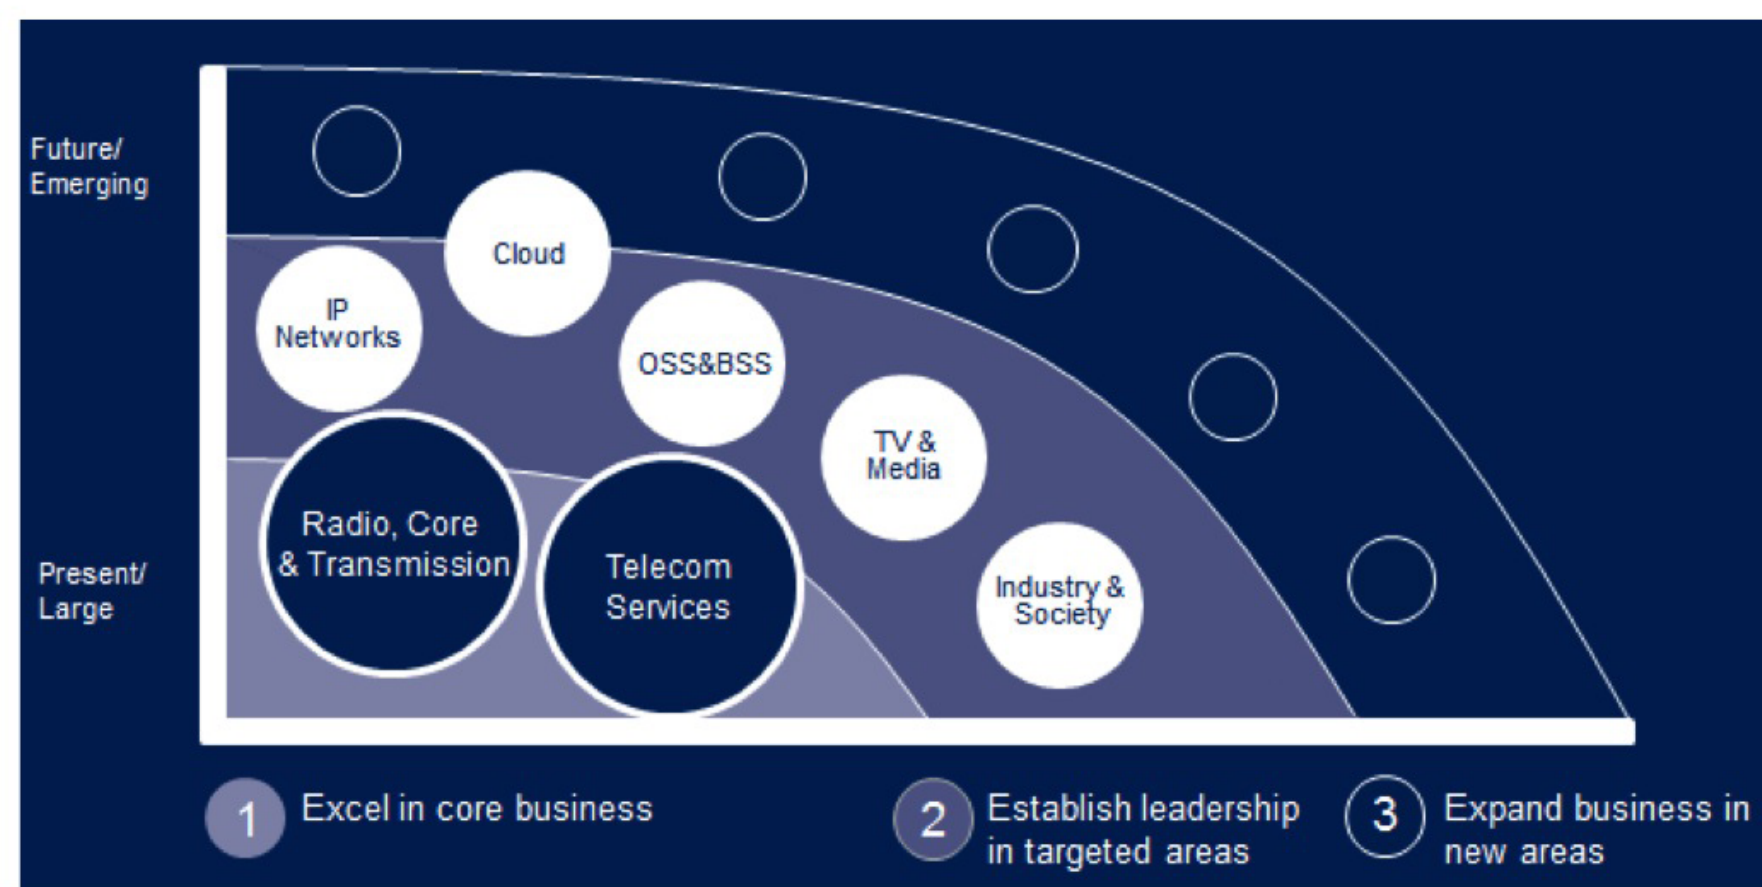 Future/
Emerging
Cloud
IP
Networks
OSS&BSS
TV &
Media
Radio, Core
& Transmission
Telecom
Services
Industry &
Society
Present/
Large
1 Excel in core business
2 Establish leadership
in targeted areas
3 Expand business in
new areas